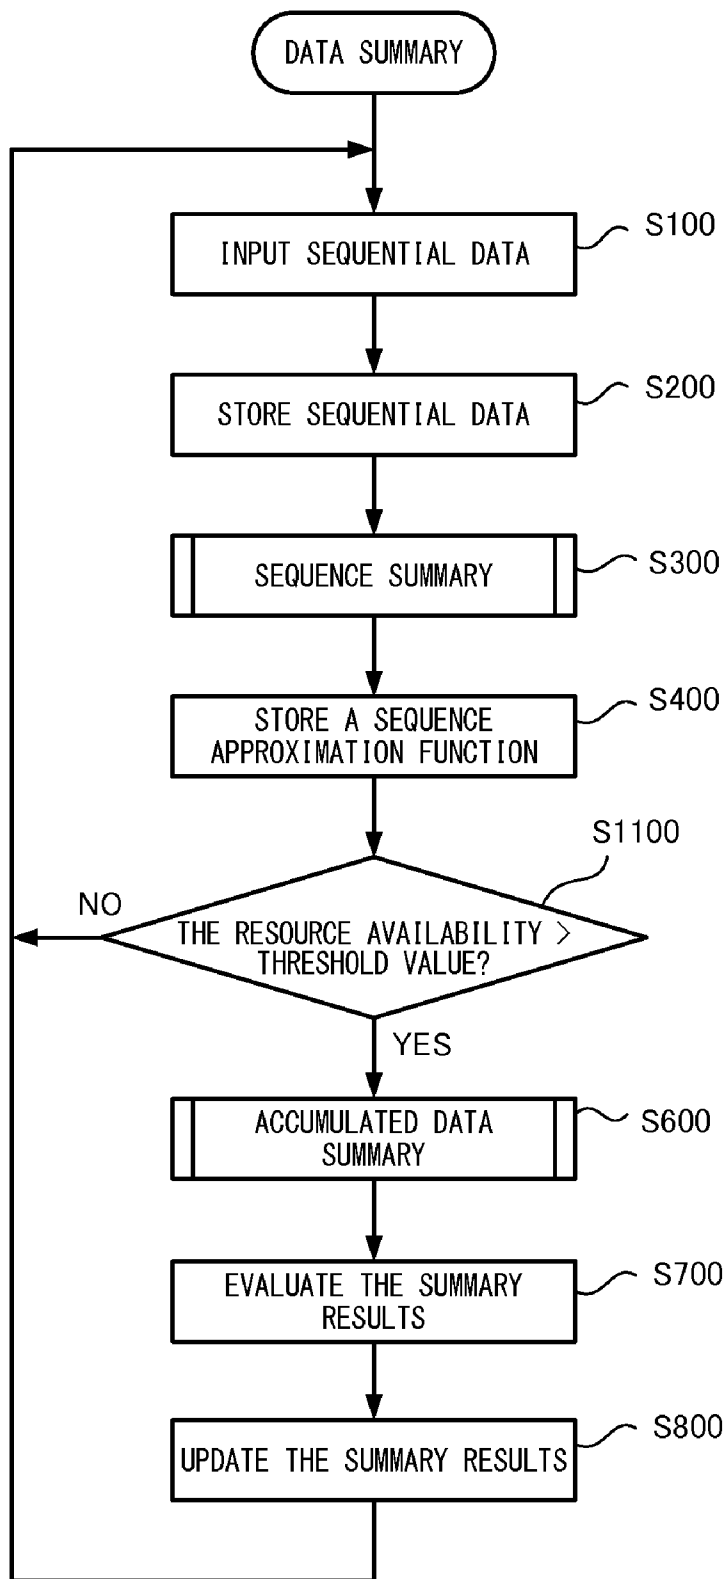 DATA SUMMARY
INPUT SEQUENTIAL DATA
S100
STORE SEQUENTIAL DATA
S200
SEQUENCE SUMMARY
S300
STORE A SEQUENCE
APPROXIMATION FUNCTION
S400
S1100
NO
THE RESOURCE AVAILABILITY >
THRESHOLD VALUE?
YES
ACCUMULATED DATA
SUMMARY
S600
EVALUATE THE SUMMARY
RESULTS
S700
UPDATE THE SUMMARY RESULTS
S800